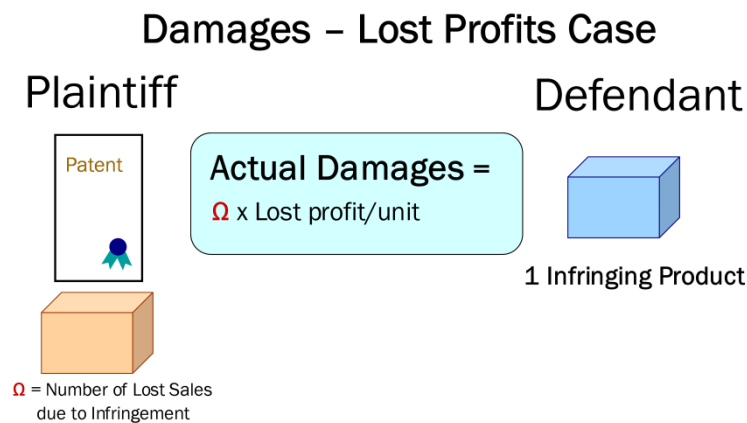 Damages – Lost Profits Case
Plaintiff
Defendant
Patent
Actual Damages =
Ω x Lost profit/unit
1 Infringing Product
Ω = Number of Lost Sales
due to Infringement